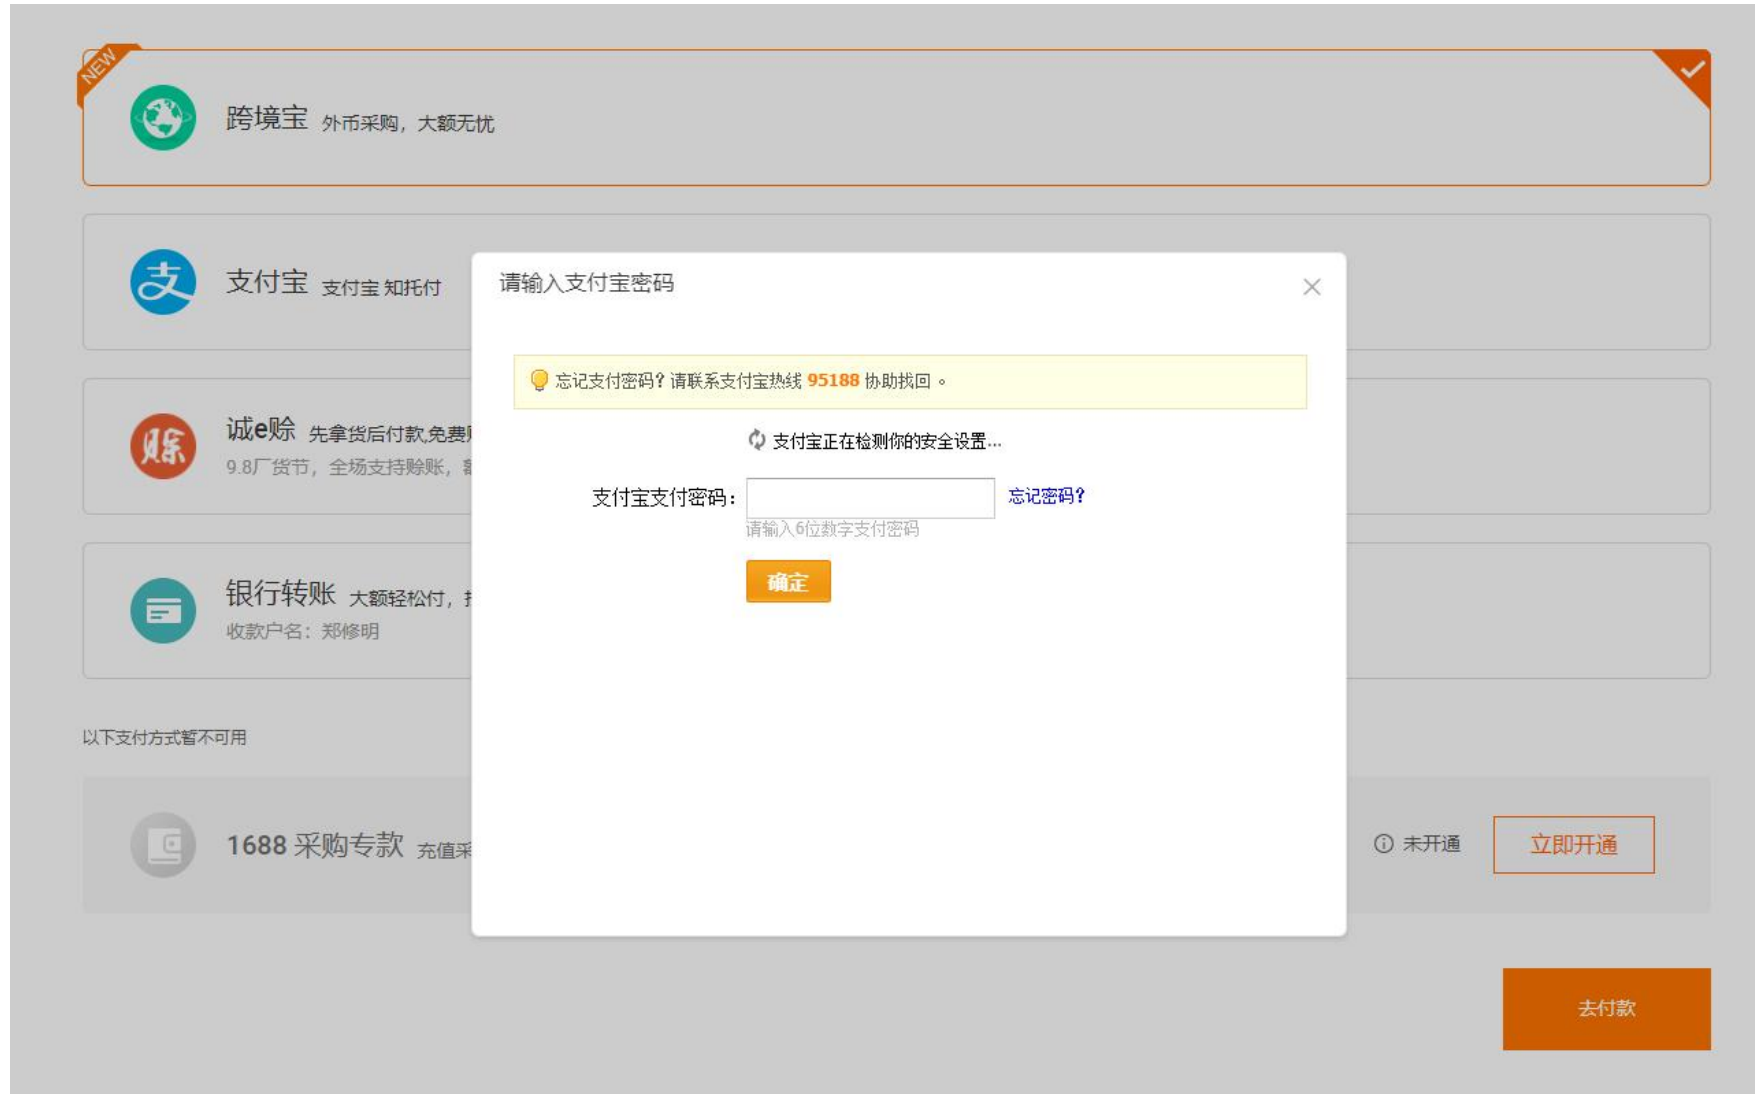 NEW
跨境宝 外币采购，大额无忧
支付宝 支付宝 知托付
请输入支付宝密码
忘记支付密码？请联系支付宝热线 95188 协助找回 。
诚e赊 先拿货后付款,免费
赊
9.8厂货节，全场支持赊账，
支付宝正在检测你的安全设置...
支付宝支付密码：
忘记密码？
请输入6位数字支付密码
确定
银行转账 大额轻松付，
收款户名：郑修明
以下支付方式暂不可用
1688 采购专款 充值采
未开通
立即开通
去付款